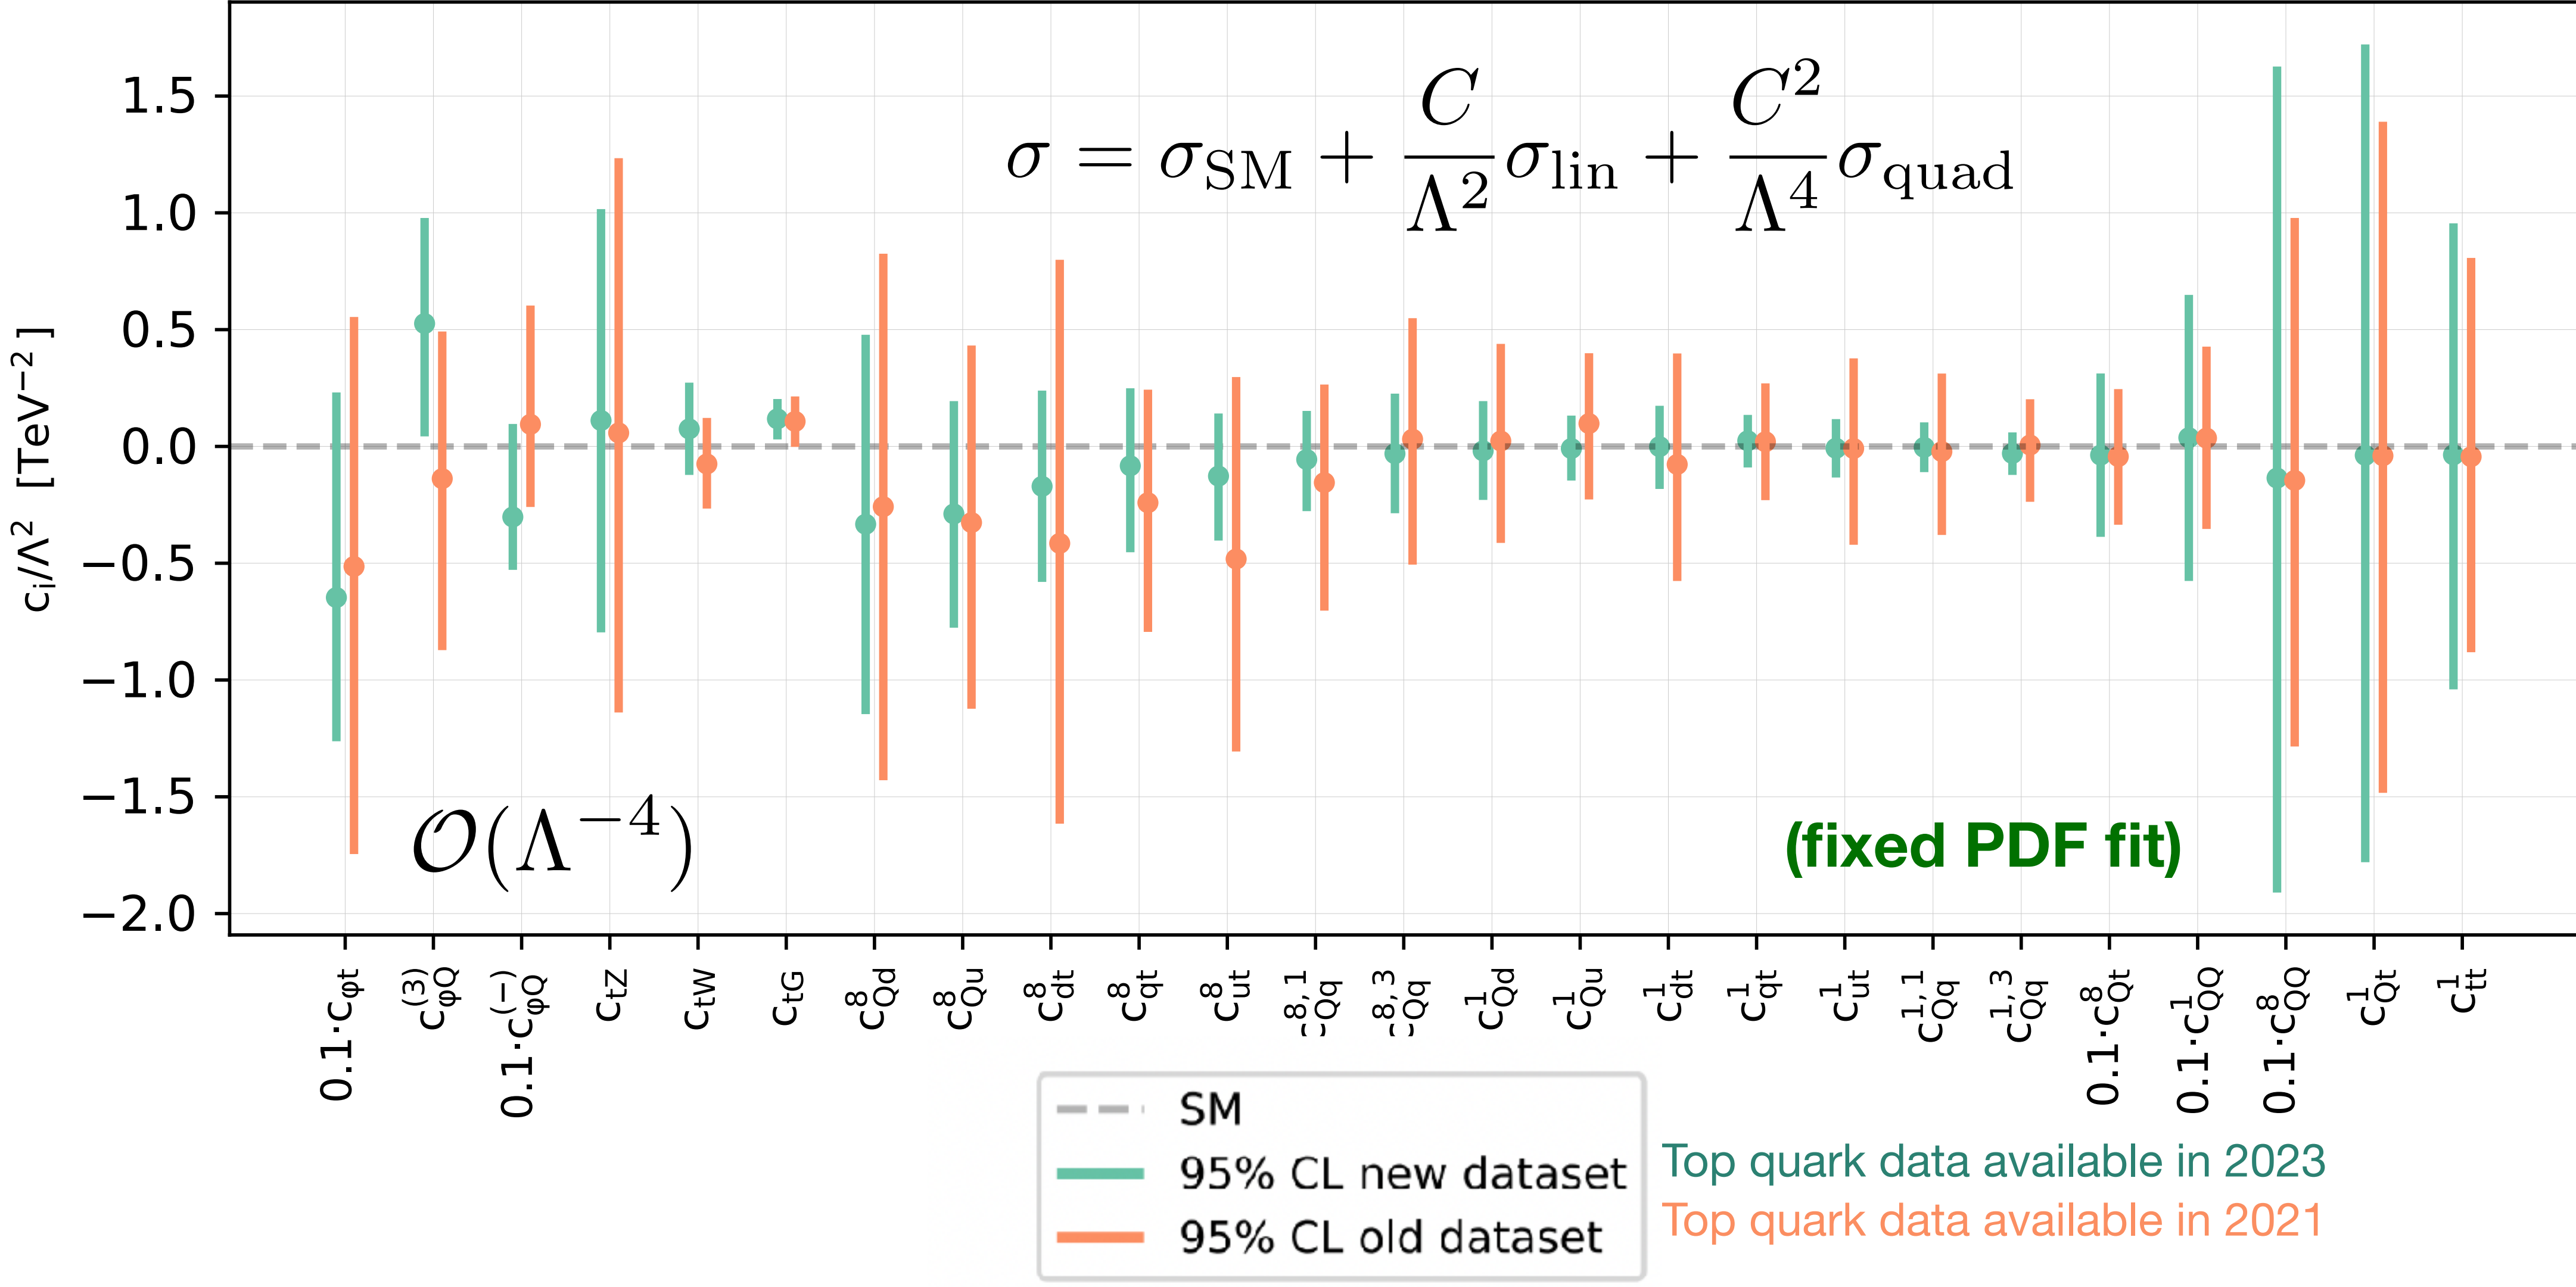 σ = σ_SM + C/Λ² σ_lin + C²/Λ⁴ σ_quad
c_i/Λ² [TeV⁻²]
1.5
1.0
0.5
0.0
−0.5
−1.0
−1.5
−2.0
𝒪(Λ⁻⁴)
(fixed PDF fit)
0.1·c_φt
c_φQ^(3)
0.1·c_φQ^(−)
c_tZ
c_tW
c_tG
c_Qd^8
c_Qu^8
c_dt^8
c_qt^8
c_ut^8
c_Qq^8,1
c_Qq^8,3
c_Qd^1
c_Qu^1
c_dt^1
c_qt^1
c_ut^1
c_Qq^1,1
c_Qq^1,3
0.1·c_Qt^8
0.1·c_QQ^1
0.1·c_QQ^8
c_Qt^1
c_tt^1
SM
95% CL new dataset
95% CL old dataset
Top quark data available in 2023
Top quark data available in 2021